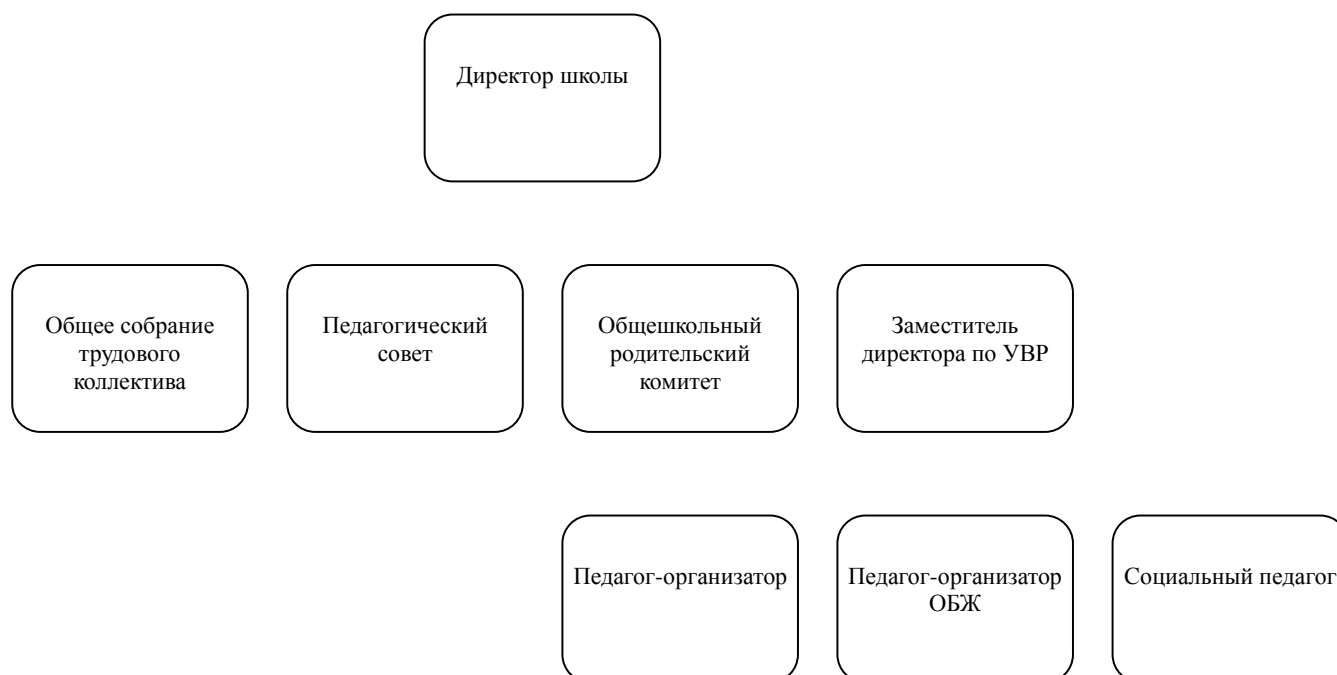 Директор школы
Общее собрание
трудового
коллектива
Педагогический
совет
Общешкольный
родительский
комитет
Заместитель
директора по УВР
Педагог-организатор
Педагог-организатор
ОБЖ
Социальный педагог